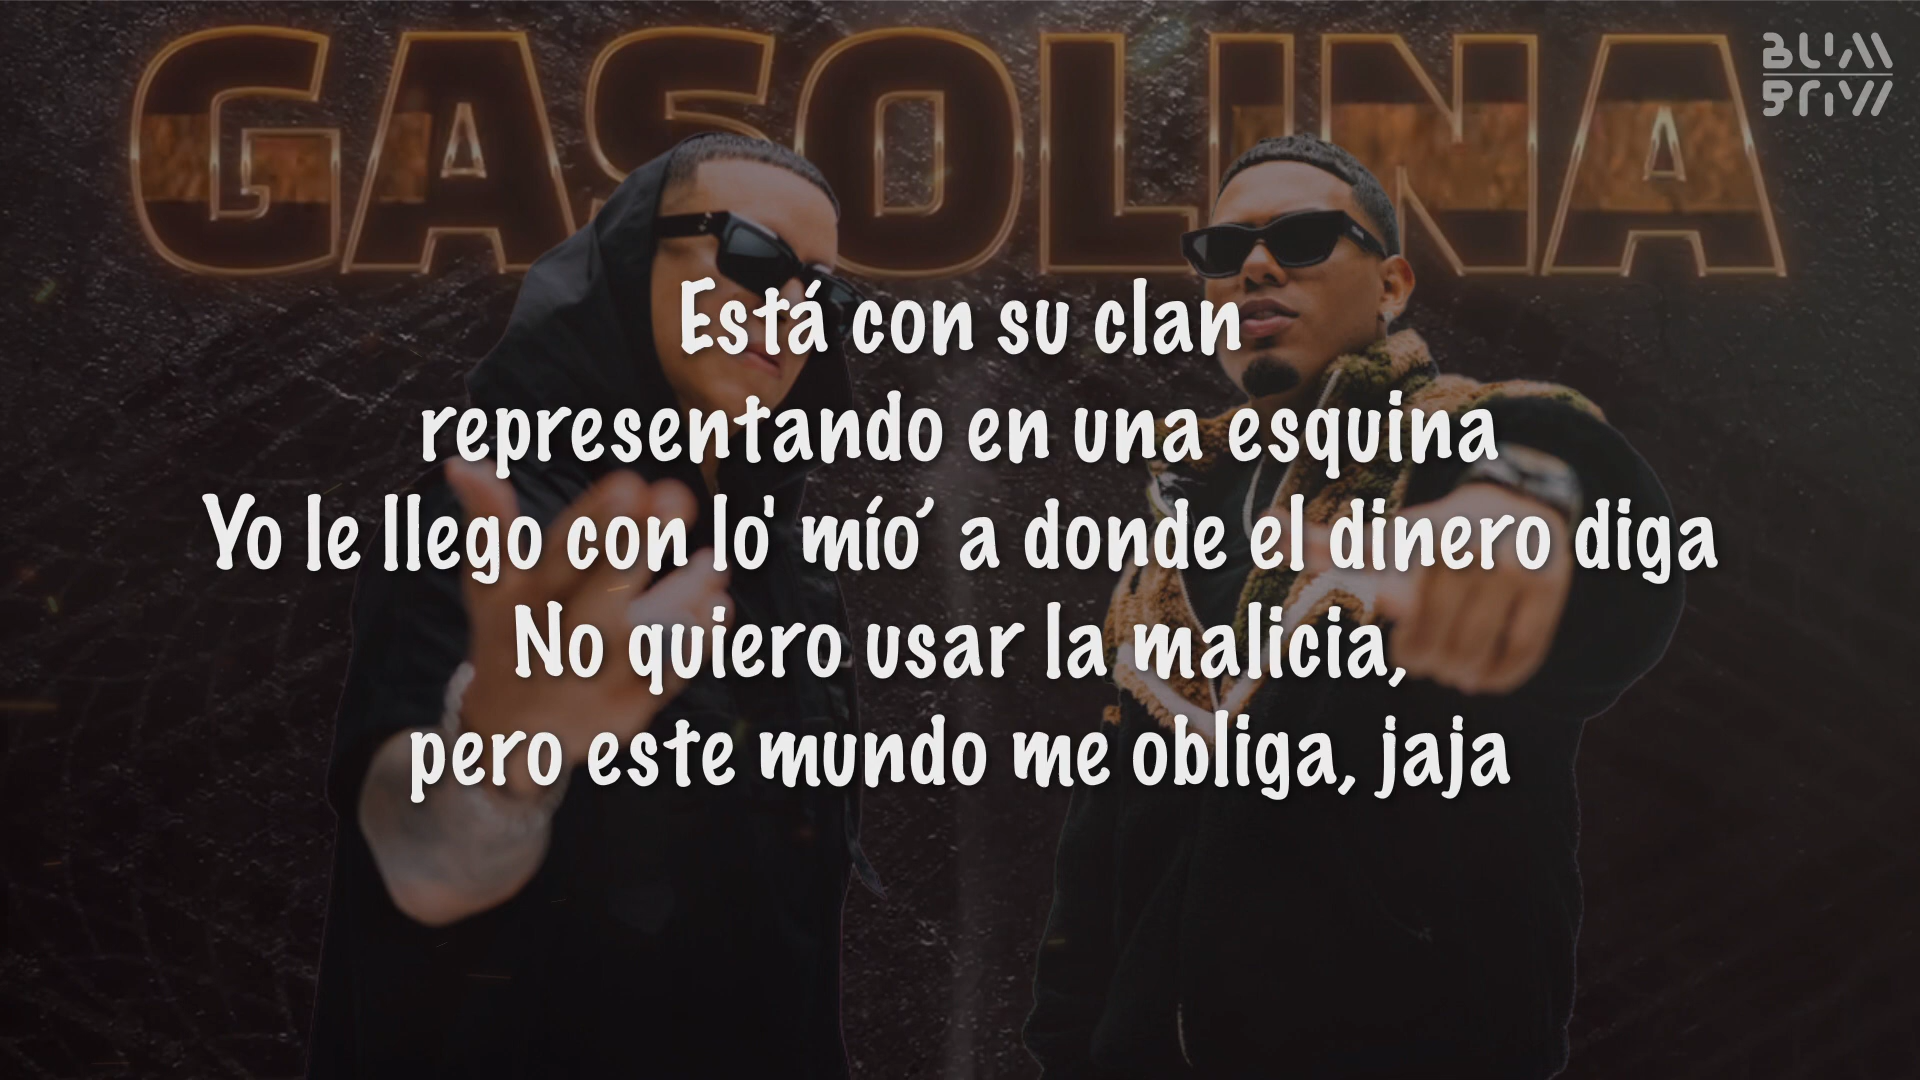 GASOLINA
BUM
Está con su clan
representando en una esquina
Yo le llego con lo' mío’ a donde el dinero diga
No quiero usar la malicia,
pero este mundo me obliga, jaja